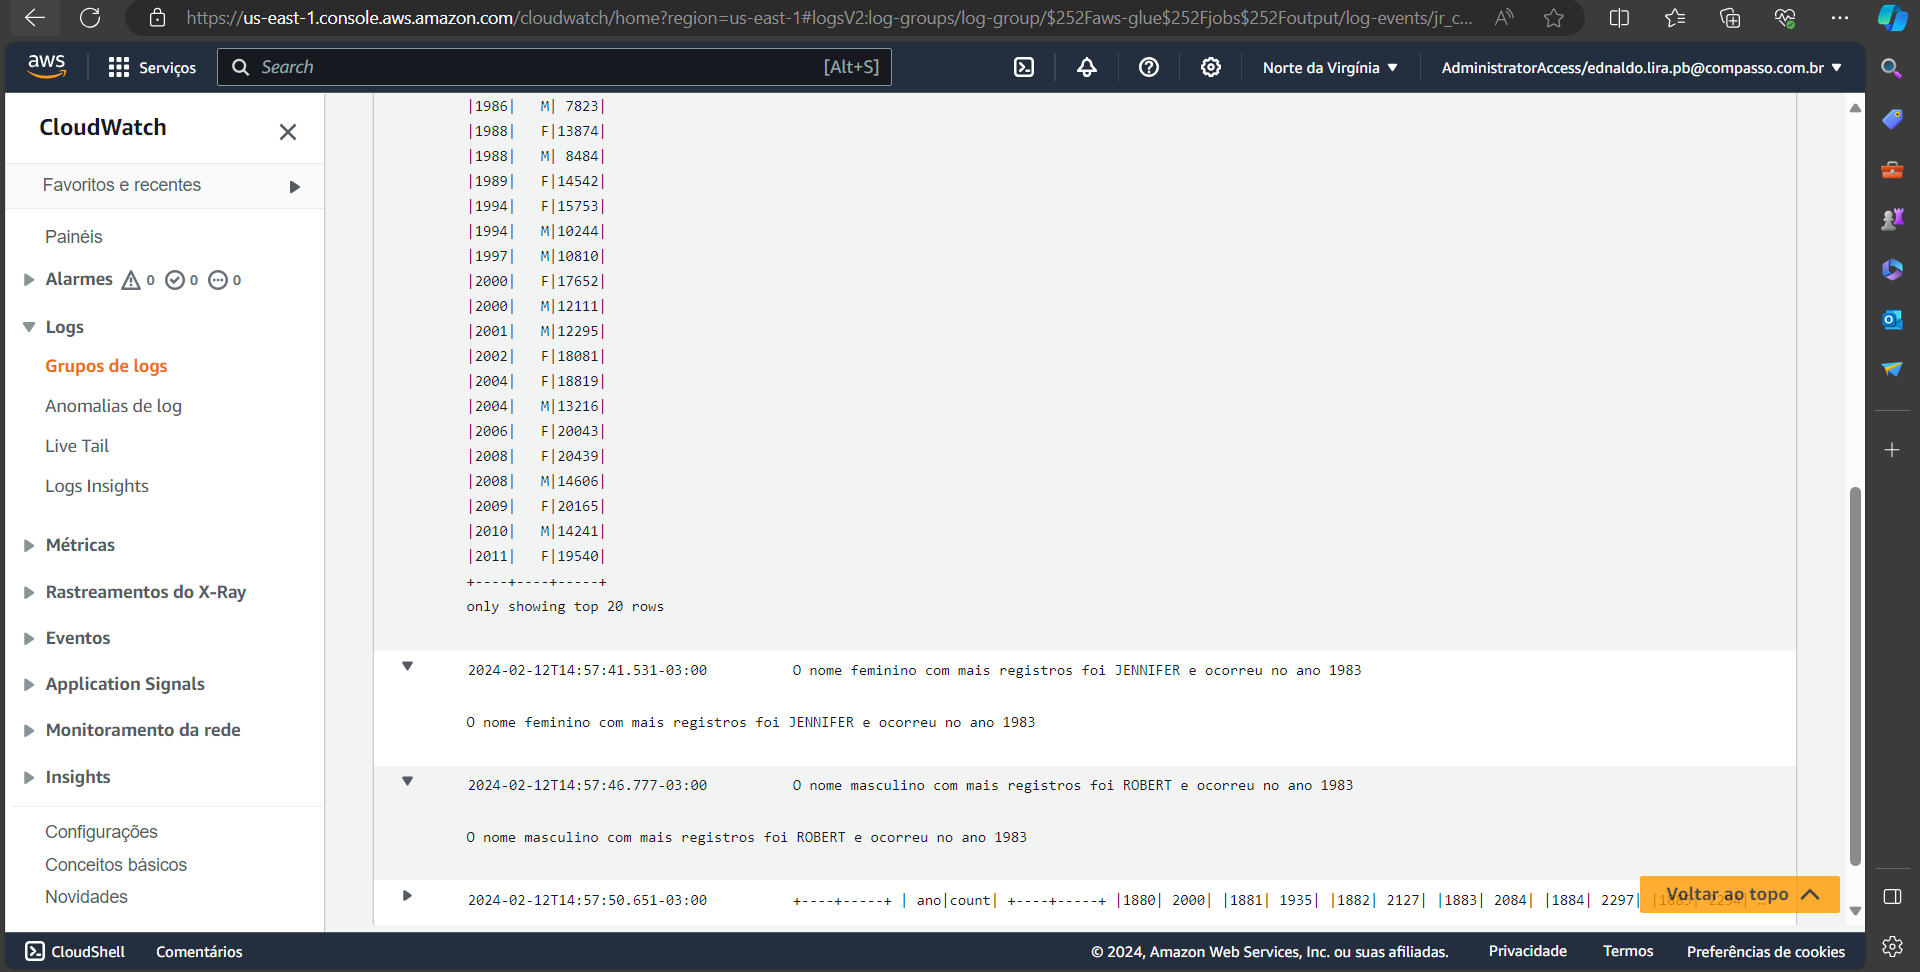 https://us-east-1.console.aws.amazon.com/cloudwatch/home?region=us-east-1#logsV2:log-groups/log-group/$252Faws-glue$252Fjobs$252Foutput/log-events/jr_c...
aws
Serviços
Search
[Alt+S]
Norte da Virgínia
AdministratorAccess/ednaldo.lira.pb@compasso.com.br
CloudWatch
Favoritos e recentes
Painéis
Alarmes 0 0 0
Logs
Grupos de logs
Anomalias de log
Live Tail
Logs Insights
Métricas
Rastreamentos do X-Ray
Eventos
Application Signals
Monitoramento da rede
Insights
Configurações
Conceitos básicos
Novidades
|1986|   M| 7823|
|1988|   F|13874|
|1988|   M| 8484|
|1989|   F|14542|
|1994|   F|15753|
|1994|   M|10244|
|1997|   M|10810|
|2000|   F|17652|
|2000|   M|12111|
|2001|   M|12295|
|2002|   F|18081|
|2004|   F|18819|
|2004|   M|13216|
|2006|   F|20043|
|2008|   F|20439|
|2008|   M|14606|
|2009|   F|20165|
|2010|   M|14241|
|2011|   F|19540|
+----+----+-----+
only showing top 20 rows
2024-02-12T14:57:41.531-03:00 O nome feminino com mais registros foi JENNIFER e ocorreu no ano 1983
O nome feminino com mais registros foi JENNIFER e ocorreu no ano 1983
2024-02-12T14:57:46.777-03:00 O nome masculino com mais registros foi ROBERT e ocorreu no ano 1983
O nome masculino com mais registros foi ROBERT e ocorreu no ano 1983
2024-02-12T14:57:50.651-03:00 +----+-----+ | ano|count| +----+-----+ |1880| 2000| |1881| 1935| |1882| 2127| |1883| 2084| |1884| 2297|
Voltar ao topo
CloudShell
Comentários
© 2024, Amazon Web Services, Inc. ou suas afiliadas.
Privacidade
Termos
Preferências de cookies